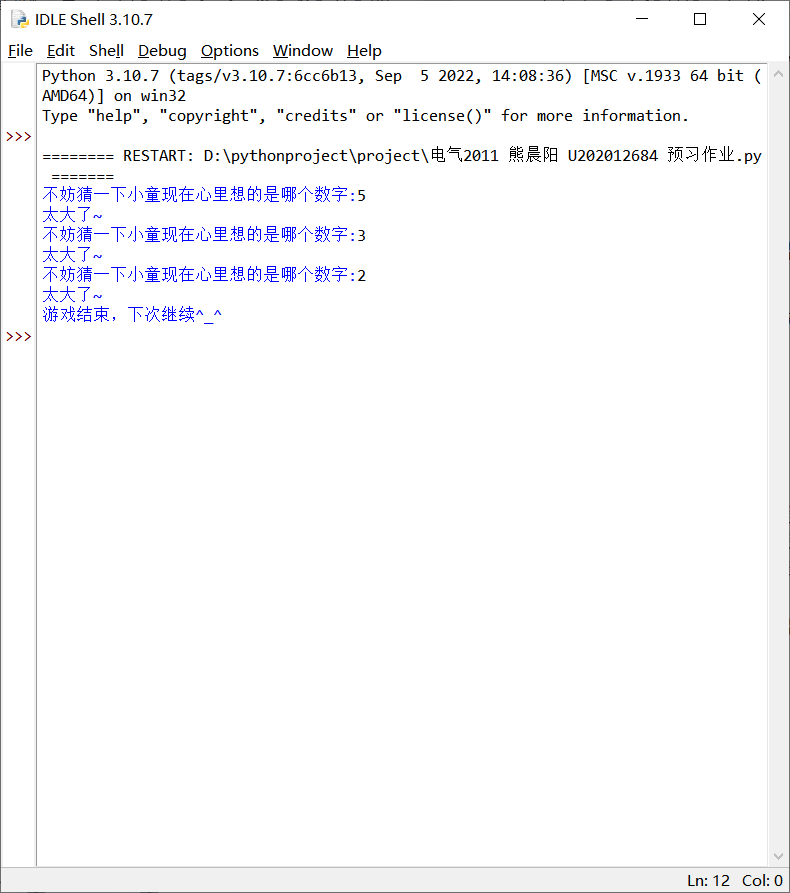 IDLE Shell 3.10.7
File Edit Shell Debug Options Window Help
Python 3.10.7 (tags/v3.10.7:6cc6b13, Sep  5 2022, 14:08:36) [MSC v.1933 64 bit (
AMD64)] on win32
Type "help", "copyright", "credits" or "license()" for more information.
>>>
======== RESTART: D:\pythonproject\project\电气2011 熊晨阳 U202012684 预习作业.py
=======
不妨猜一下小童现在心里想的是哪个数字:5
太大了~
不妨猜一下小童现在心里想的是哪个数字:3
太大了~
不妨猜一下小童现在心里想的是哪个数字:2
太大了~
游戏结束，下次继续^_^
>>>
Ln: 12 Col: 0